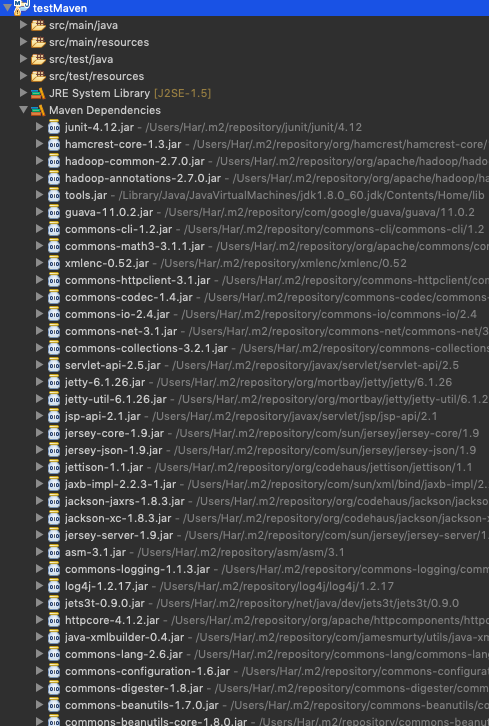 testMaven
src/main/java
src/main/resources
src/test/java
src/test/resources
JRE System Library [J2SE-1.5]
Maven Dependencies
junit-4.12.jar - /Users/Har/.m2/repository/junit/junit/4.12
hamcrest-core-1.3.jar - /Users/Har/.m2/repository/org/hamcrest/hamcrest-core/
hadoop-common-2.7.0.jar - /Users/Har/.m2/repository/org/apache/hadoop/hado
hadoop-annotations-2.7.0.jar - /Users/Har/.m2/repository/org/apache/hadoop/ha
tools.jar - /Library/Java/JavaVirtualMachines/jdk1.8.0_60.jdk/Contents/Home/lib
guava-11.0.2.jar - /Users/Har/.m2/repository/com/google/guava/guava/11.0.2
commons-cli-1.2.jar - /Users/Har/.m2/repository/commons-cli/commons-cli/1.2
commons-math3-3.1.1.jar - /Users/Har/.m2/repository/org/apache/commons/co
xmlenc-0.52.jar - /Users/Har/.m2/repository/xmlenc/xmlenc/0.52
commons-httpclient-3.1.jar - /Users/Har/.m2/repository/commons-httpclient/com
commons-codec-1.4.jar - /Users/Har/.m2/repository/commons-codec/commons-
commons-io-2.4.jar - /Users/Har/.m2/repository/commons-io/commons-io/2.4
commons-net-3.1.jar - /Users/Har/.m2/repository/commons-net/commons-net/3
commons-collections-3.2.1.jar - /Users/Har/.m2/repository/commons-collections
servlet-api-2.5.jar - /Users/Har/.m2/repository/javax/servlet/servlet-api/2.5
jetty-6.1.26.jar - /Users/Har/.m2/repository/org/mortbay/jetty/jetty/6.1.26
jetty-util-6.1.26.jar - /Users/Har/.m2/repository/org/mortbay/jetty/jetty-util/6.1.2
jsp-api-2.1.jar - /Users/Har/.m2/repository/javax/servlet/jsp/jsp-api/2.1
jersey-core-1.9.jar - /Users/Har/.m2/repository/com/sun/jersey/jersey-core/1.9
jersey-json-1.9.jar - /Users/Har/.m2/repository/com/sun/jersey/jersey-json/1.9
jettison-1.1.jar - /Users/Har/.m2/repository/org/codehaus/jettison/jettison/1.1
jaxb-impl-2.2.3-1.jar - /Users/Har/.m2/repository/com/sun/xml/bind/jaxb-impl/2.
jackson-jaxrs-1.8.3.jar - /Users/Har/.m2/repository/org/codehaus/jackson/jackso
jackson-xc-1.8.3.jar - /Users/Har/.m2/repository/org/codehaus/jackson/jackson-x
jersey-server-1.9.jar - /Users/Har/.m2/repository/com/sun/jersey/jersey-server/1
asm-3.1.jar - /Users/Har/.m2/repository/asm/asm/3.1
commons-logging-1.1.3.jar - /Users/Har/.m2/repository/commons-logging/comm
log4j-1.2.17.jar - /Users/Har/.m2/repository/log4j/log4j/1.2.17
jets3t-0.9.0.jar - /Users/Har/.m2/repository/net/java/dev/jets3t/jets3t/0.9.0
httpcore-4.1.2.jar - /Users/Har/.m2/repository/org/apache/httpcomponents/httpc
java-xmlbuilder-0.4.jar - /Users/Har/.m2/repository/com/jamesmurty/utils/java-xm
commons-lang-2.6.jar - /Users/Har/.m2/repository/commons-lang/commons-lang
commons-configuration-1.6.jar - /Users/Har/.m2/repository/commons-configurat
commons-digester-1.8.jar - /Users/Har/.m2/repository/commons-digester/comm
commons-beanutils-1.7.0.jar - /Users/Har/.m2/repository/commons-beanutils/co
commons-beanutils-core-1.8.0.jar - /Users/Har/.m2/repository/commons-beanu